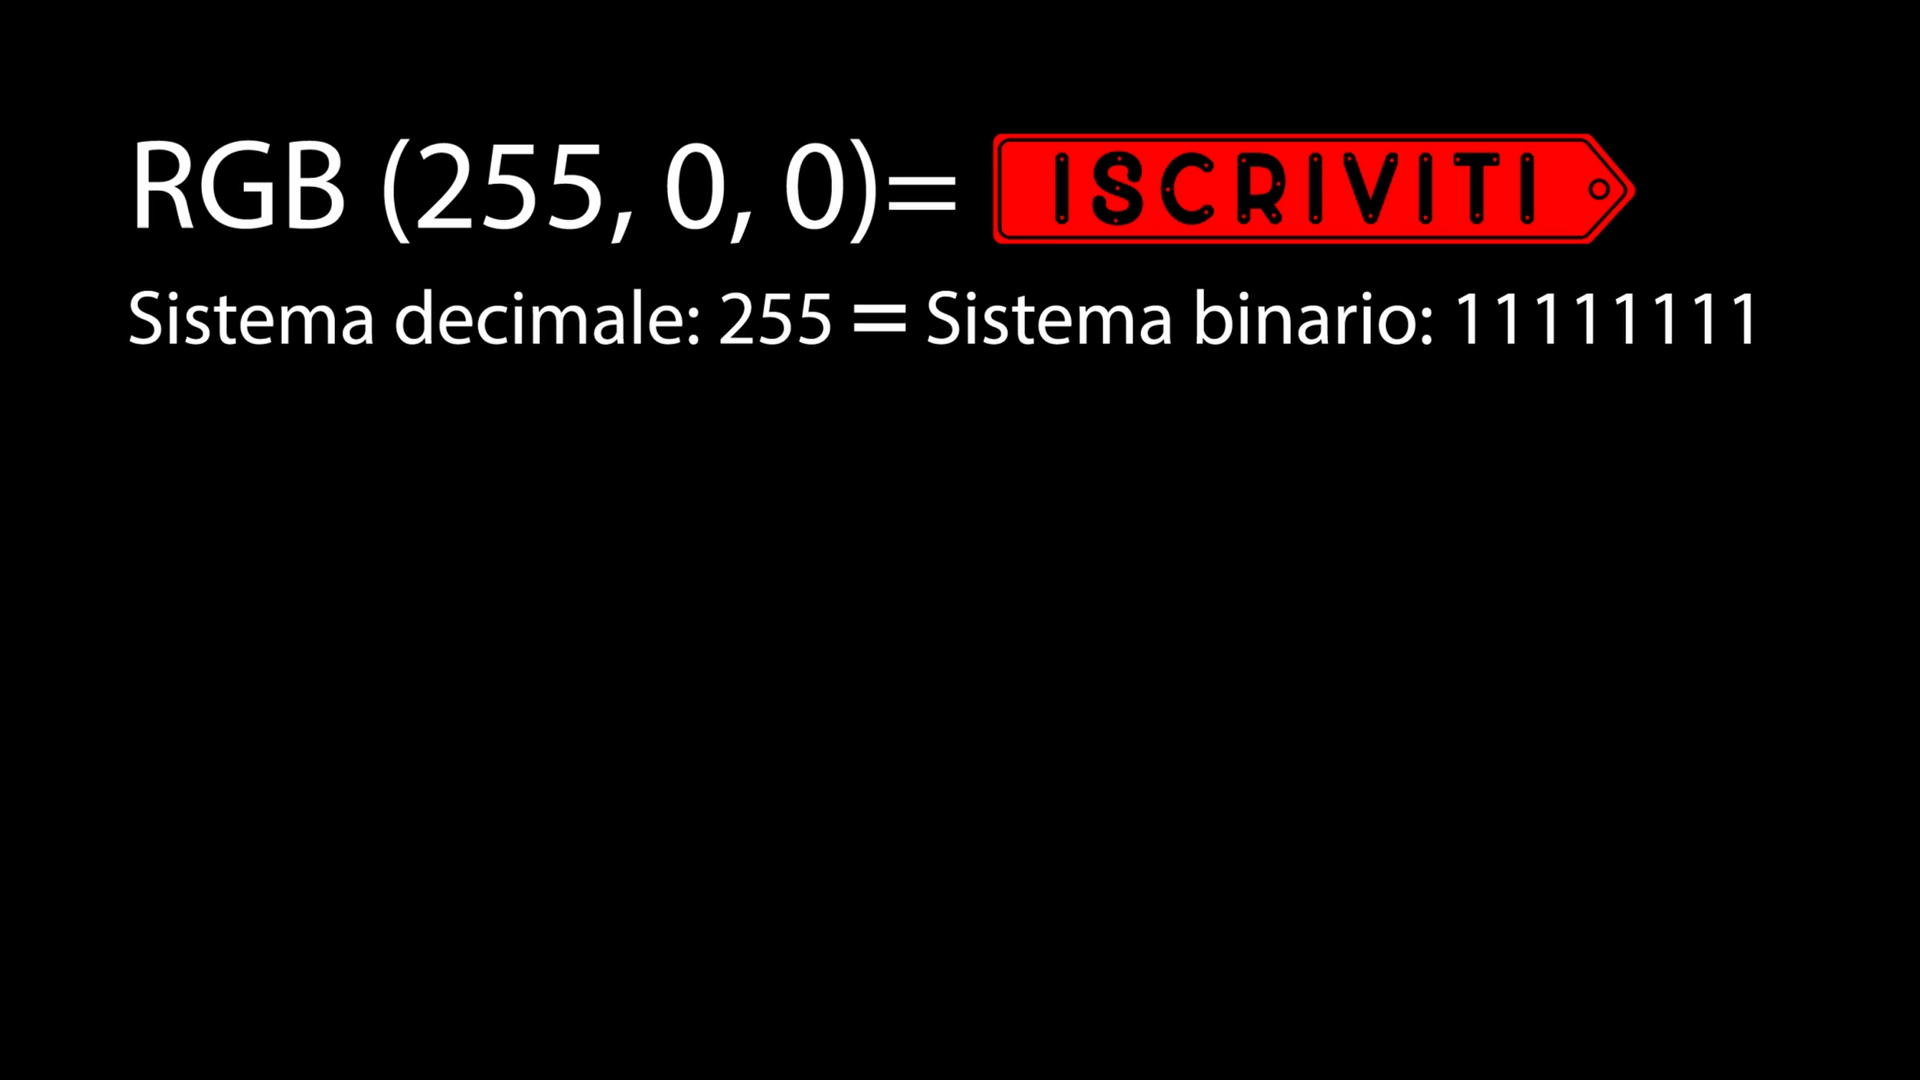 RGB (255, 0, 0)= ISCRIVITI
Sistema decimale: 255 = Sistema binario: 11111111